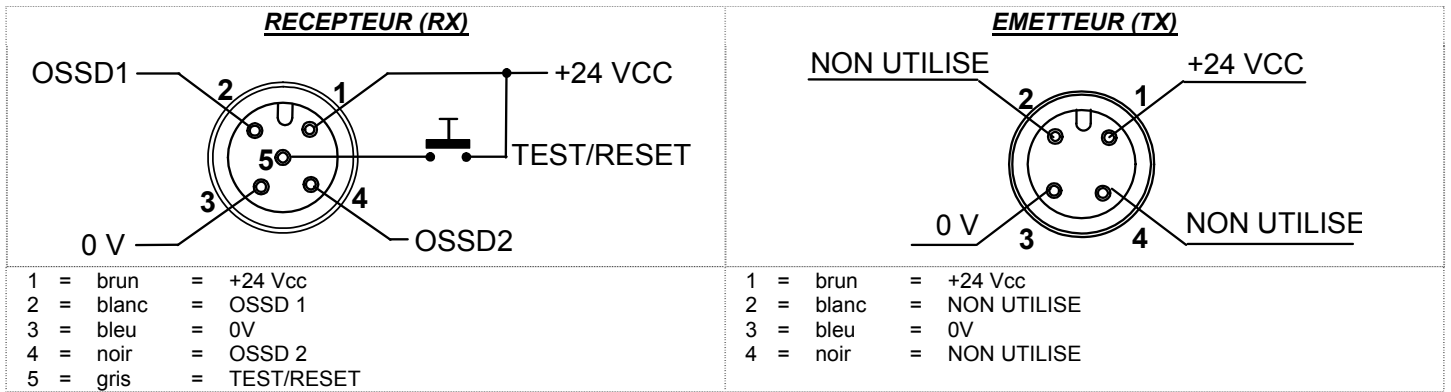 RECEPTEUR (RX)
OSSD1
+24 VCC
2
1
5
TEST/RESET
3
4
0 V
OSSD2
1 = brun = +24 Vcc
2 = blanc = OSSD 1
3 = bleu = 0V
4 = noir = OSSD 2
5 = gris = TEST/RESET
EMETTEUR (TX)
NON UTILISE
+24 VCC
2
1
0 V
3
4
NON UTILISE
1 = brun = +24 Vcc
2 = blanc = NON UTILISE
3 = bleu = 0V
4 = noir = NON UTILISE